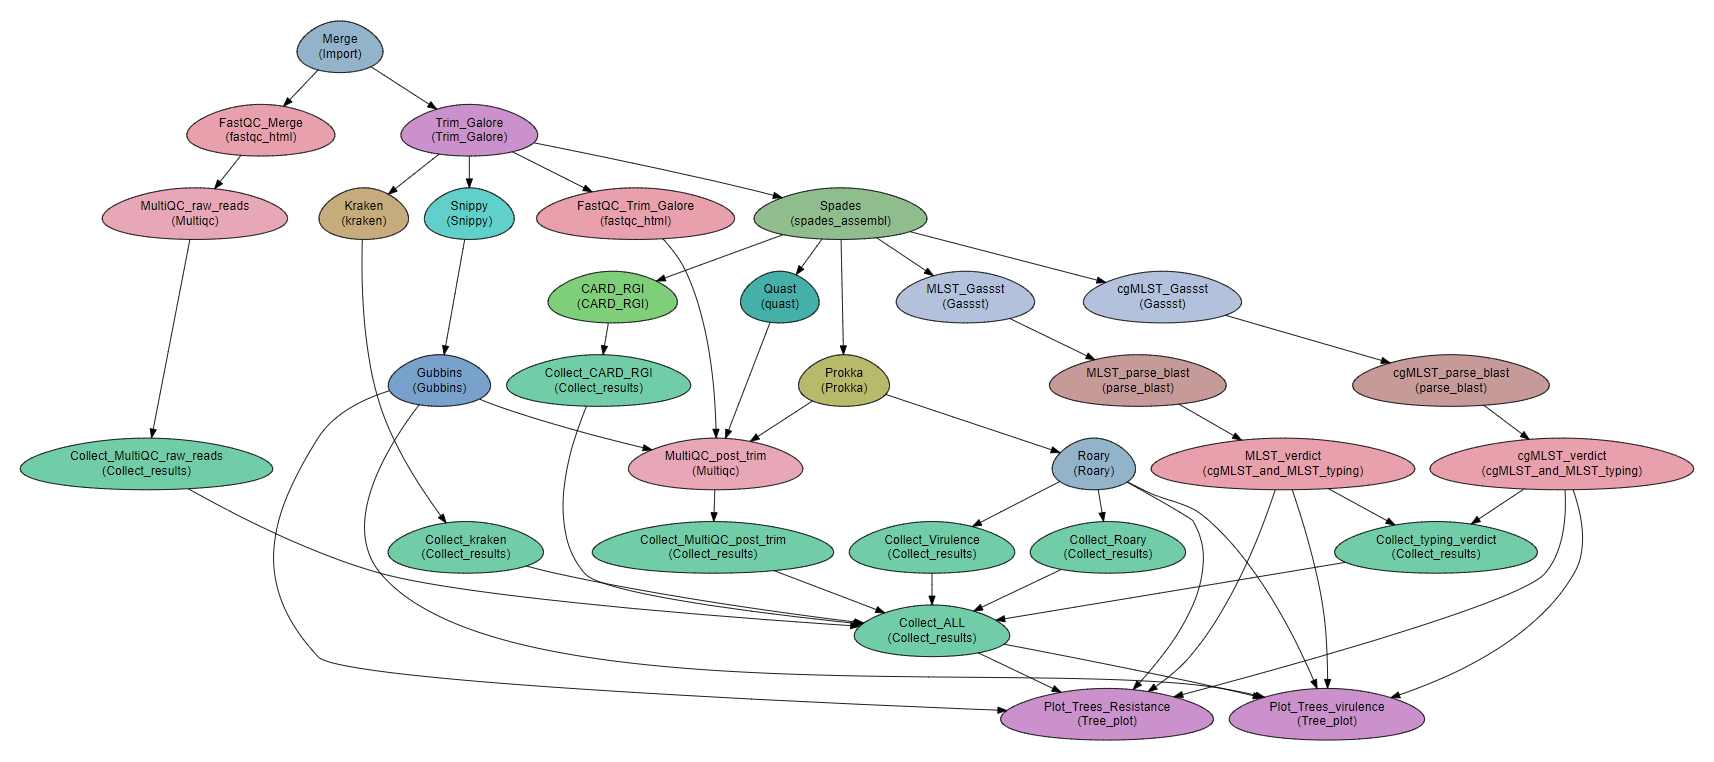 Merge
(Import)
FastQC_Merge
(fastqc_html)
Trim_Galore
(Trim_Galore)
MultiQC_raw_reads
(Multiqc)
Kraken
(kraken)
Snippy
(Snippy)
FastQC_Trim_Galore
(fastqc_html)
Spades
(spades_assembl)
CARD_RGI
(CARD_RGI)
Quast
(quast)
MLST_Gassst
(Gassst)
cgMLST_Gassst
(Gassst)
Gubbins
(Gubbins)
Collect_CARD_RGI
(Collect_results)
Prokka
(Prokka)
MLST_parse_blast
(parse_blast)
cgMLST_parse_blast
(parse_blast)
Collect_MultiQC_raw_reads
(Collect_results)
MultiQC_post_trim
(Multiqc)
Roary
(Roary)
MLST_verdict
(cgMLST_and_MLST_typing)
cgMLST_verdict
(cgMLST_and_MLST_typing)
Collect_kraken
(Collect_results)
Collect_MultiQC_post_trim
(Collect_results)
Collect_Virulence
(Collect_results)
Collect_Roary
(Collect_results)
Collect_typing_verdict
(Collect_results)
Collect_ALL
(Collect_results)
Plot_Trees_Resistance
(Tree_plot)
Plot_Trees_virulence
(Tree_plot)